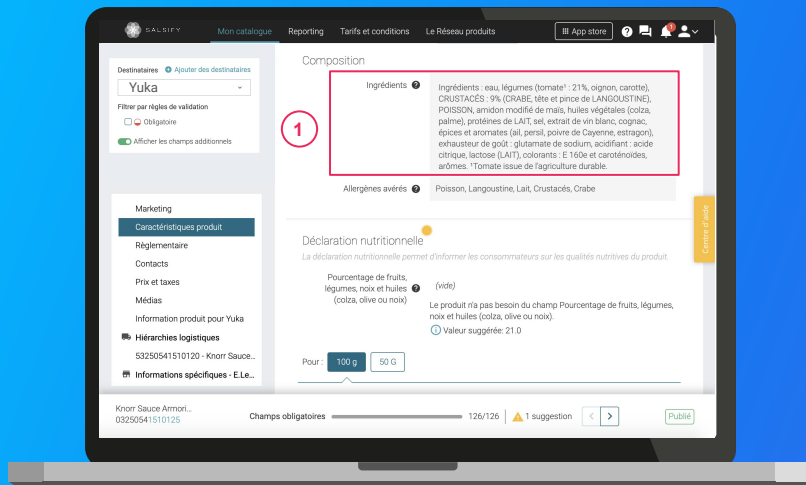 SALSIFY
Mon catalogue
Reporting
Tarifs et conditions
Le Réseau produits
App store
Destinataires
Ajouter des destinataires
Yuka
Filtrer par règles de validation
Obligatoire
Afficher les champs additionnels
Marketing
Caractéristiques produit
Règlementaire
Contacts
Prix et taxes
Médias
Information produit pour Yuka
Hiérarchies logistiques
53250541510120 - Knorr Sauce...
Informations spécifiques - E.Le...
Composition
1
Ingrédients
Ingrédients : eau, légumes (tomate¹ : 21%, oignon, carotte),
CRUSTACÉS : 9% (CRABE, tête et pince de LANGOUSTINE),
POISSON, amidon modifié de maïs, huiles végétales (colza,
palme), protéines de LAIT, sel, extrait de vin blanc, cognac,
épices et aromates (ail, persil, poivre de Cayenne, estragon),
exhausteur de goût : glutamate de sodium, acidifiant : acide
citrique, lactose (LAIT), colorants : E 160e et caroténoïdes,
arômes. ¹Tomate issue de l'agriculture durable.
Allergènes avérés
Poisson, Langoustine, Lait, Crustacés, Crabe
Déclaration nutritionnelle
La déclaration nutritionnelle permet d'informer les consommateurs sur les qualités nutritives du produit.
Pourcentage de fruits,
légumes, noix et huiles
(colza, olive ou noix)
(vide)
Le produit n'a pas besoin du champ Pourcentage de fruits, légumes,
noix et huiles (colza, olive ou noix).
Valeur suggérée: 21.0
Pour :
100 g
50 G
Centre d'aide
Knorr Sauce Armori...
03250541510125
Champs obligatoires
126/126
1 suggestion
Publié